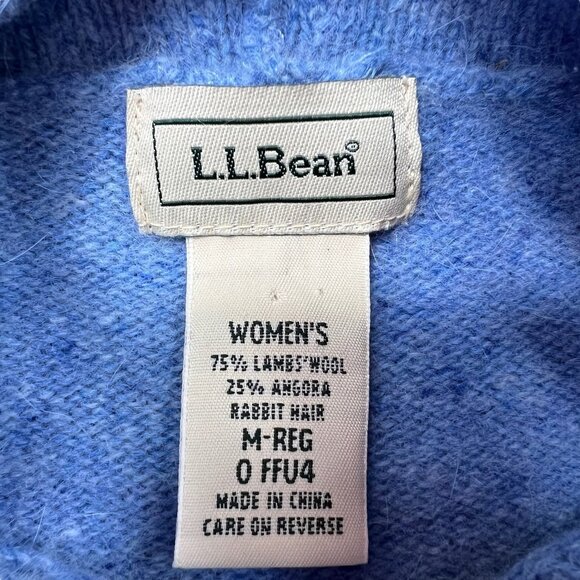 L.L.Bean®
WOMEN'S
75% LAMBS'WOOL
25% ANGORA
RABBIT HAIR
M-REG
0 FFU4
MADE IN CHINA
CARE ON REVERSE